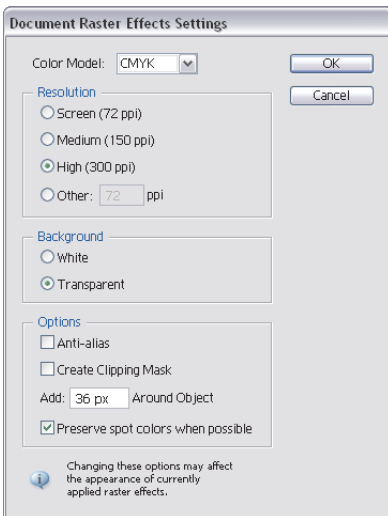 Document Raster Effects Settings
Color Model: CMYK
OK
Cancel
Resolution
Screen (72 ppi)
Medium (150 ppi)
High (300 ppi)
Other: 72 ppi
Background
White
Transparent
Options
Anti-alias
Create Clipping Mask
Add: 36 px Around Object
Preserve spot colors when possible
Changing these options may affect
the appearance of currently
applied raster effects.